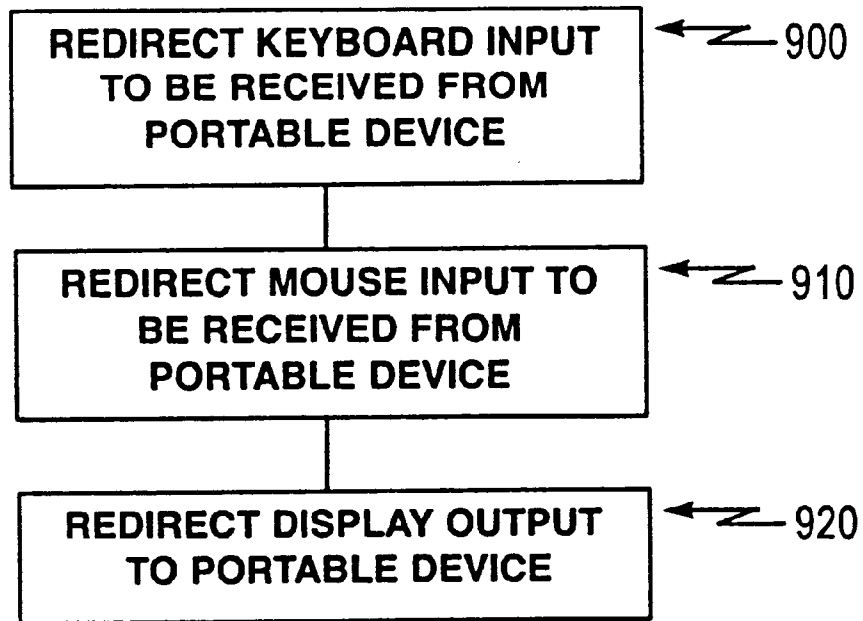 REDIRECT KEYBOARD INPUT
TO BE RECEIVED FROM
PORTABLE DEVICE
900
REDIRECT MOUSE INPUT TO
BE RECEIVED FROM
PORTABLE DEVICE
910
REDIRECT DISPLAY OUTPUT
TO PORTABLE DEVICE
920